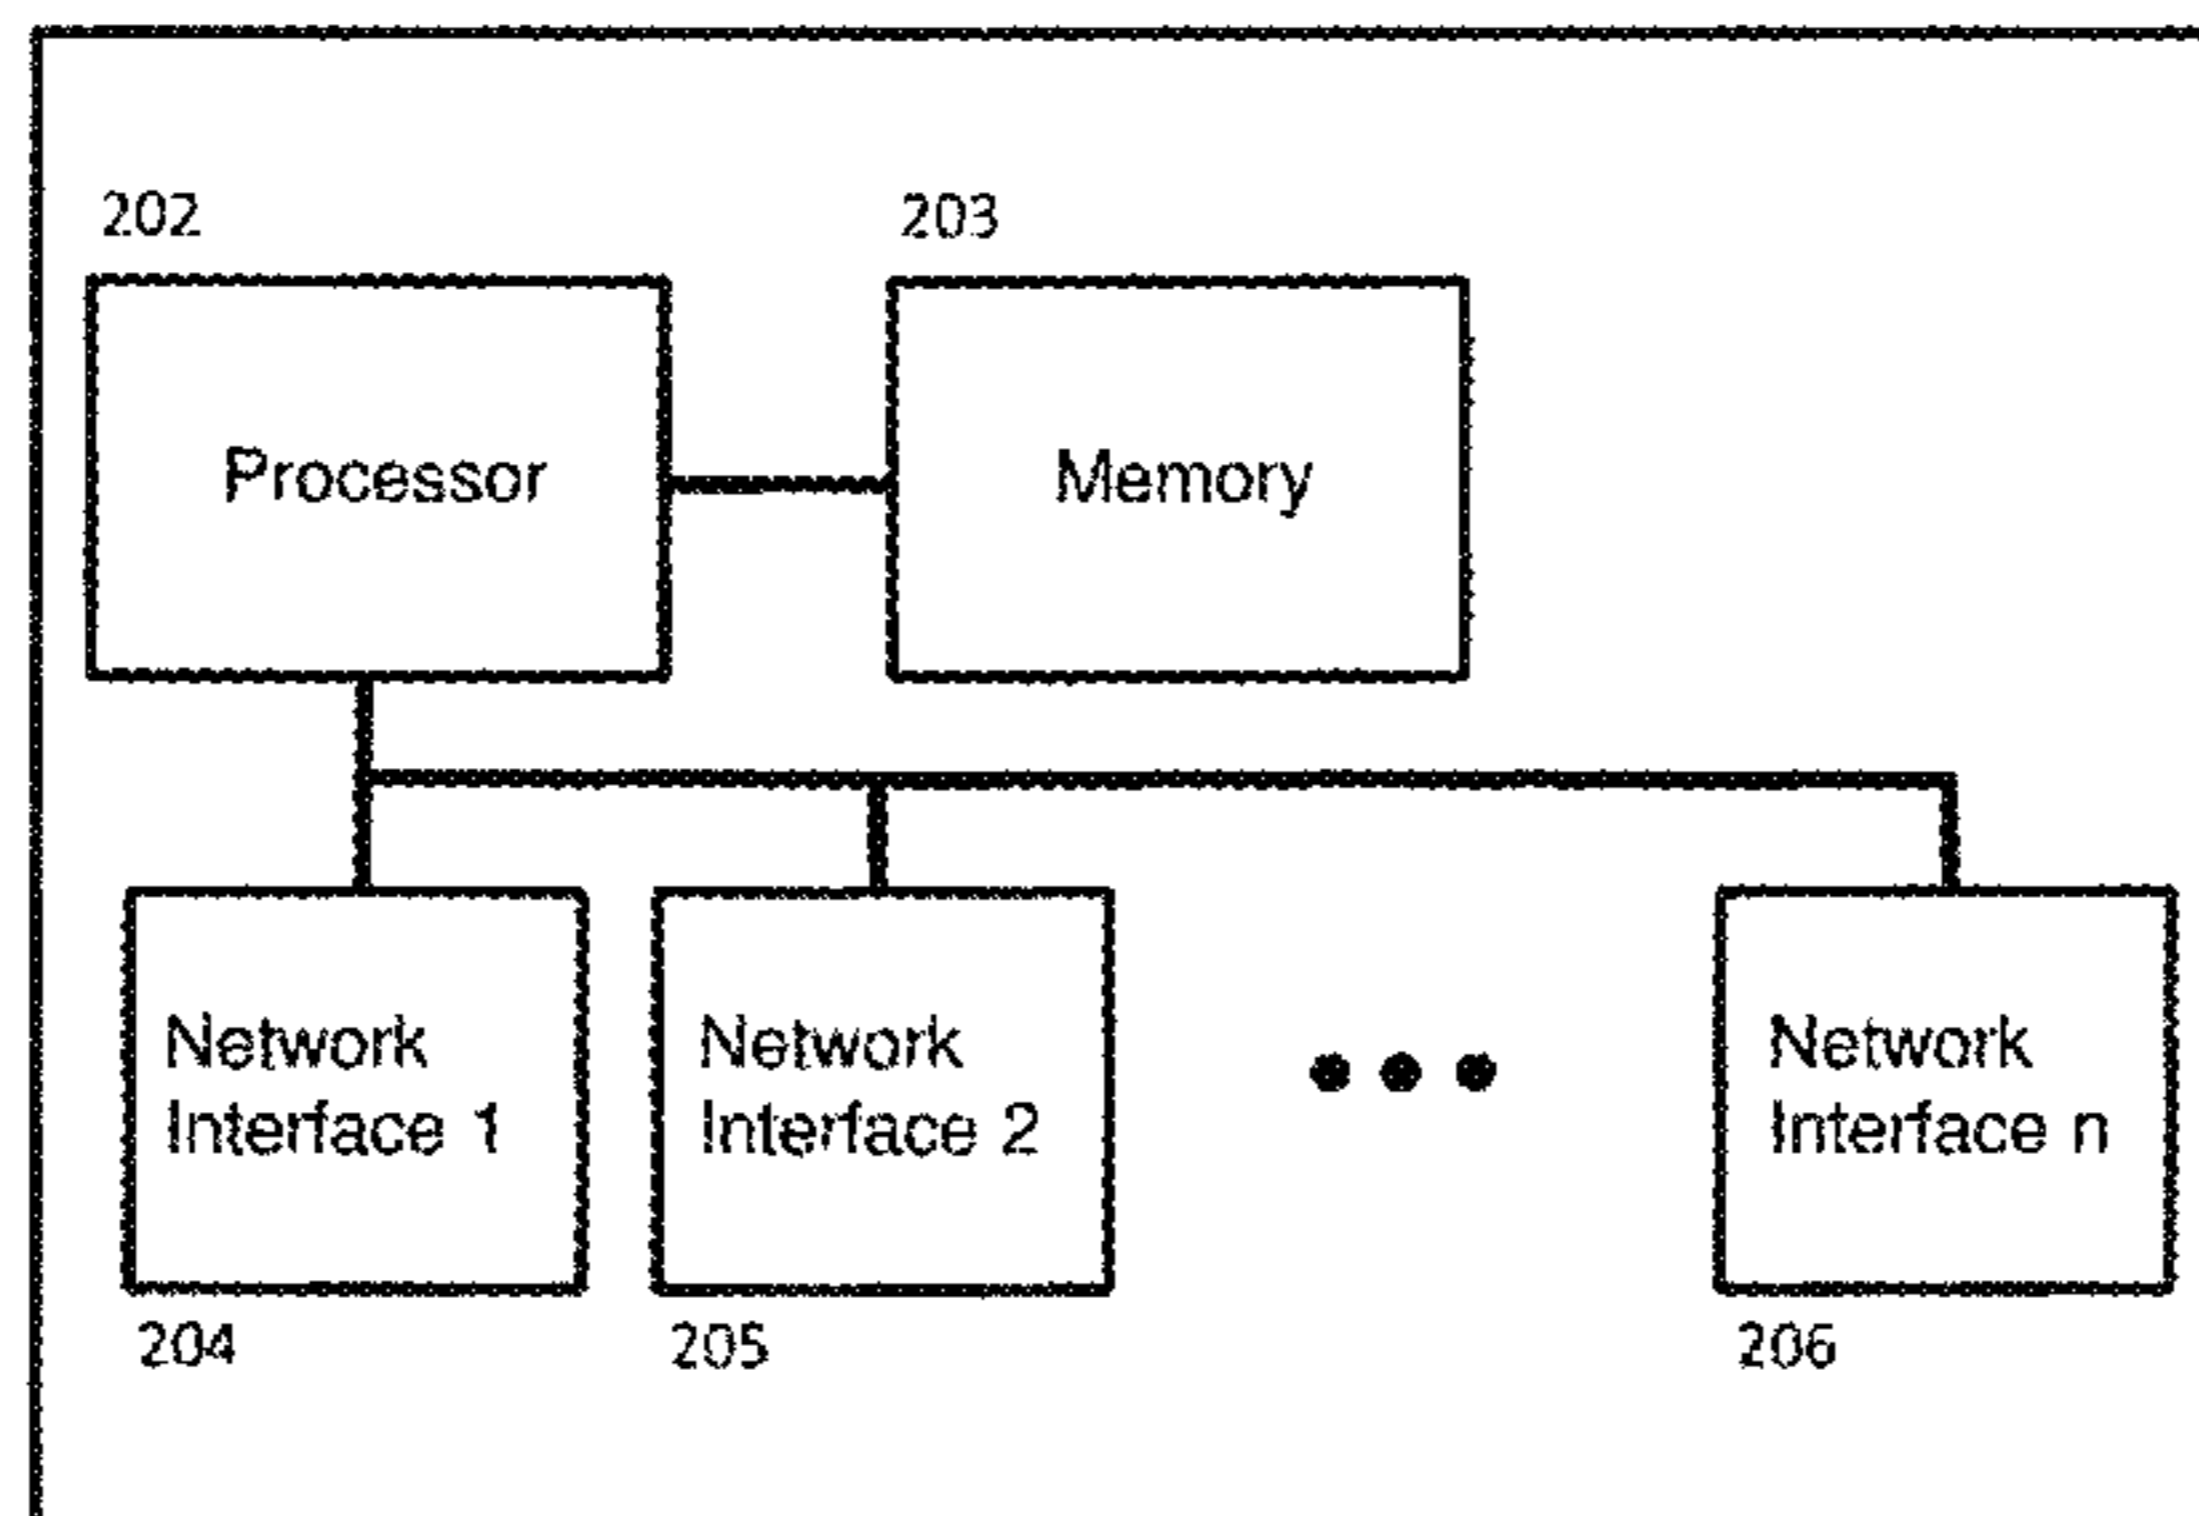 202
203
Processor
Memory
Network
Interface 1
Network
Interface 2
Network
Interface n
204
205
206